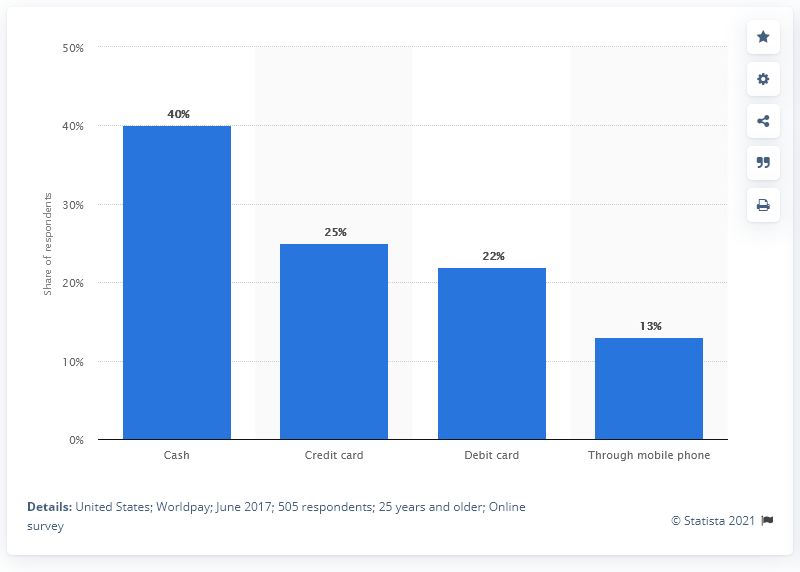 50%
40%
30%
20%
10%
0%
Share of respondents
40%
25%
22%
13%
Cash
Credit card
Debit card
Through mobile phone
Details: United States; Worldpay; June 2017; 505 respondents; 25 years and older; Online
survey
© Statista 2021